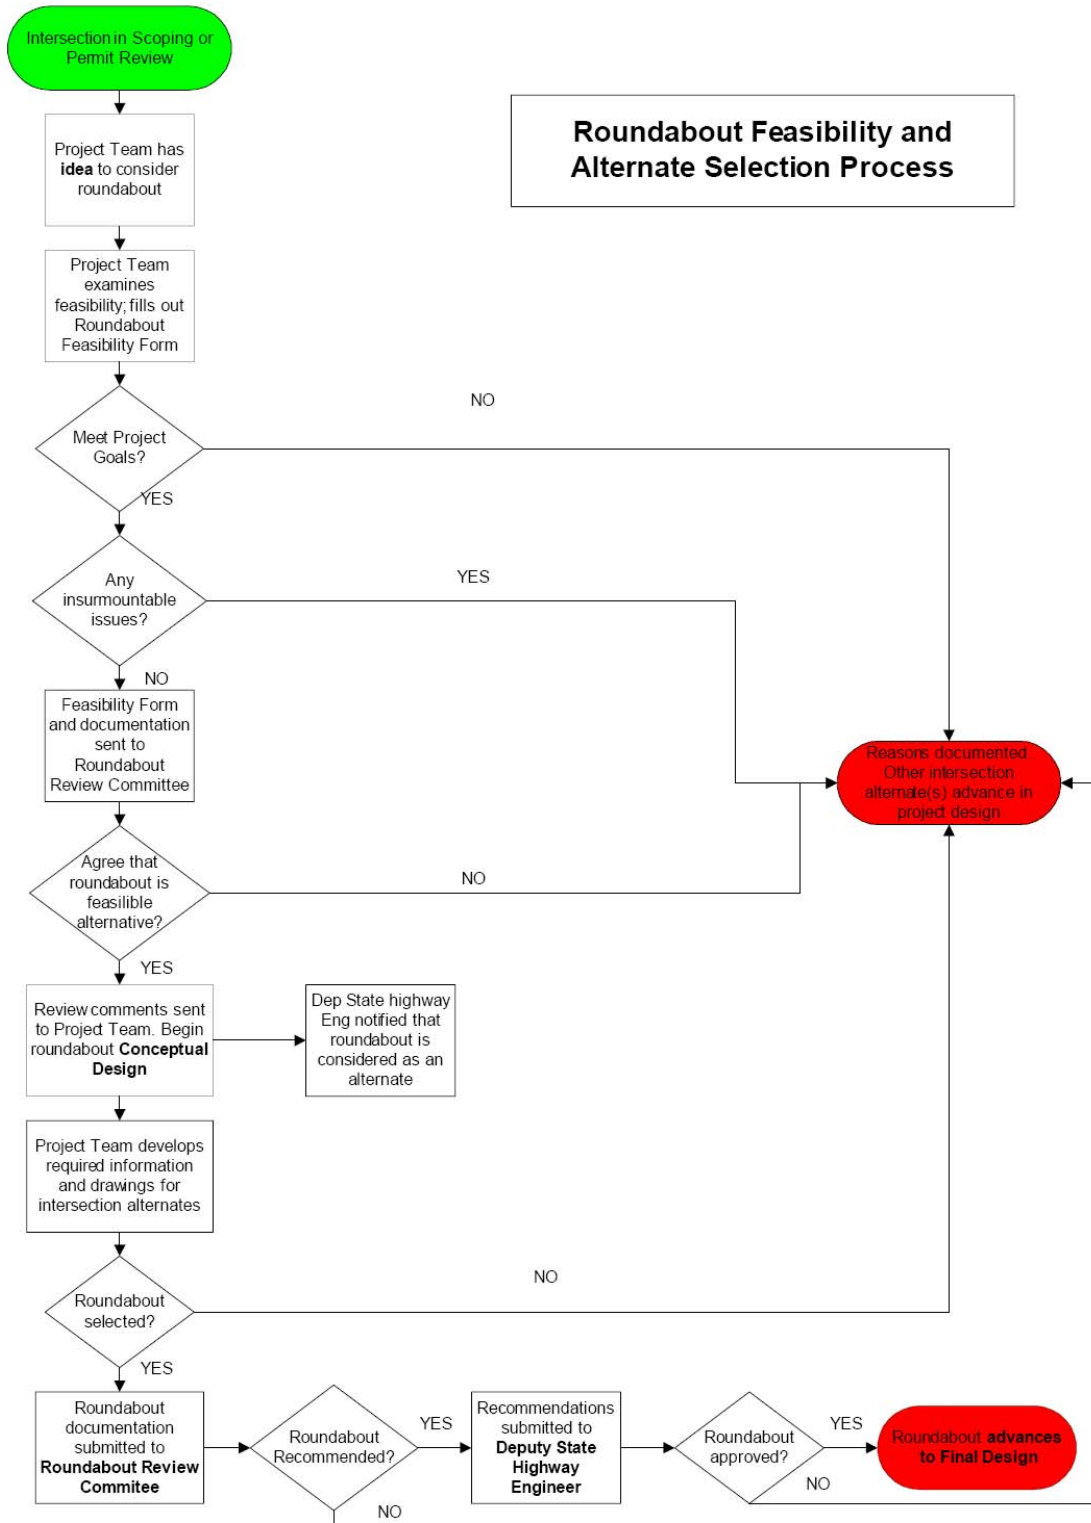 Intersection in Scoping or
Permit Review
Roundabout Feasibility and
Alternate Selection Process
Project Team has
idea to consider
roundabout
Project Team
examines
feasibility; fills out
Roundabout
Feasibility Form
NO
Meet Project
Goals?
YES
YES
Any
insurmountable
issues?
NO
Feasibility Form
and documentation
sent to
Roundabout
Review Committee
Reasons documented.
Other intersection
alternate(s) advance in
project design
Agree that
roundabout is
feasilible
alternative?
NO
YES
Review comments sent
to Project Team. Begin
roundabout Conceptual
Design
Dep State highway
Eng notified that
roundabout is
considered as an
alternate
Project Team develops
required information
and drawings for
intersection alternates
NO
Roundabout
selected?
YES
Roundabout
documentation
submitted to
Roundabout Review
Commitee
Roundabout
Recommended?
YES
NO
Recommendations
submitted to
Deputy State
Highway
Engineer
Roundabout
approved?
YES
NO
Roundabout advances
to Final Design